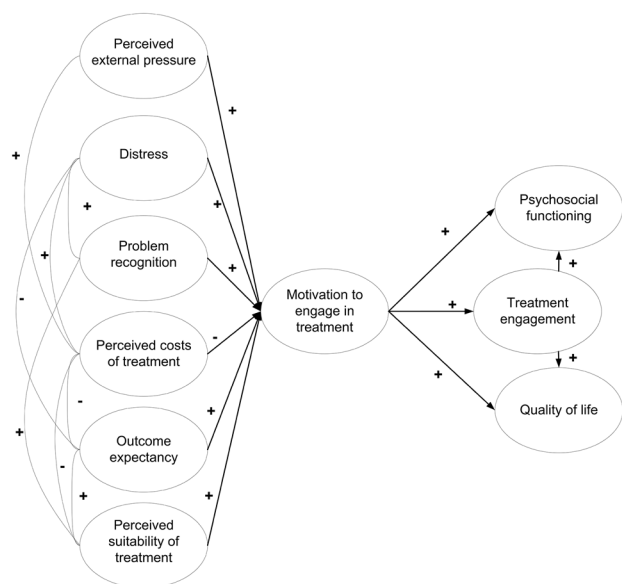 Perceived
external pressure
+
Distress
+
+
+
Psychosocial
functioning
+
+
Problem
recognition
+
+
Motivation to
engage in
treatment
Treatment
engagement
+
-
Perceived costs
of treatment
-
+
+
-
Quality of life
Outcome
expectancy
+
+
-
+
+
Perceived
suitability of
treatment